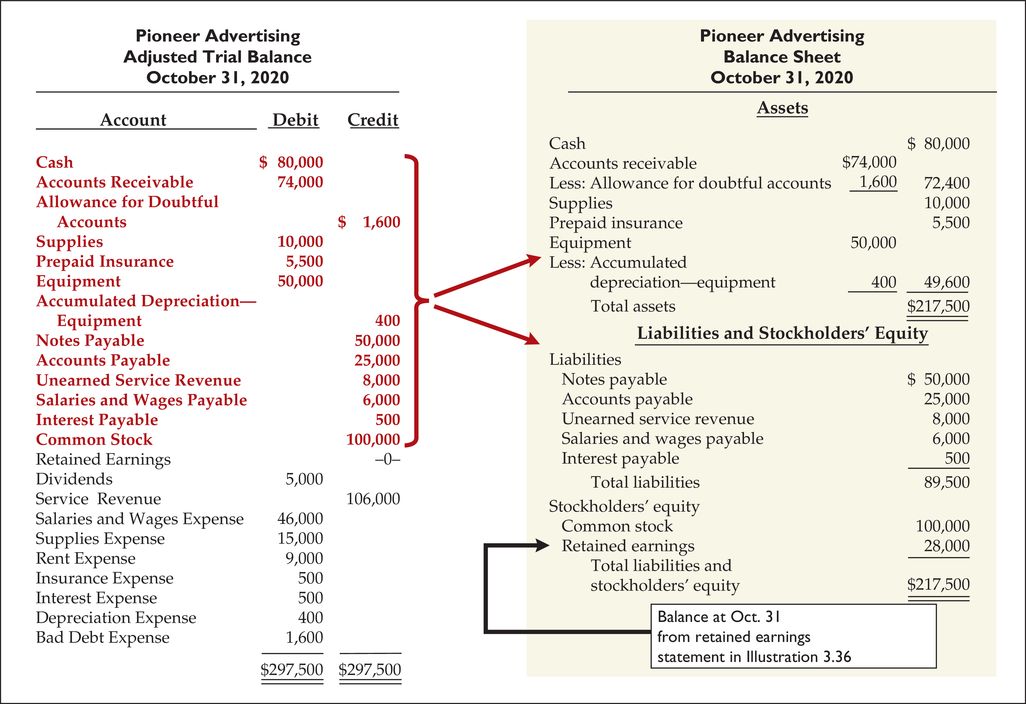 Pioneer Advertising
Adjusted Trial Balance
October 31, 2020
Account Debit Credit
Cash $ 80,000
Accounts Receivable 74,000
Allowance for Doubtful
Accounts $ 1,600
Supplies 10,000
Prepaid Insurance 5,500
Equipment 50,000
Accumulated Depreciation—
Equipment 400
Notes Payable 50,000
Accounts Payable 25,000
Unearned Service Revenue 8,000
Salaries and Wages Payable 6,000
Interest Payable 500
Common Stock 100,000
Retained Earnings –0–
Dividends 5,000
Service Revenue 106,000
Salaries and Wages Expense 46,000
Supplies Expense 15,000
Rent Expense 9,000
Insurance Expense 500
Interest Expense 500
Depreciation Expense 400
Bad Debt Expense 1,600
$297,500 $297,500
Pioneer Advertising
Balance Sheet
October 31, 2020
Assets
Cash $ 80,000
Accounts receivable $74,000
Less: Allowance for doubtful accounts 1,600 72,400
Supplies 10,000
Prepaid insurance 5,500
Equipment 50,000
Less: Accumulated
depreciation—equipment 400 49,600
Total assets $217,500
Liabilities and Stockholders’ Equity
Liabilities
Notes payable $ 50,000
Accounts payable 25,000
Unearned service revenue 8,000
Salaries and wages payable 6,000
Interest payable 500
Total liabilities 89,500
Stockholders’ equity
Common stock 100,000
Retained earnings 28,000
Total liabilities and
stockholders’ equity $217,500
Balance at Oct. 31
from retained earnings
statement in Illustration 3.36